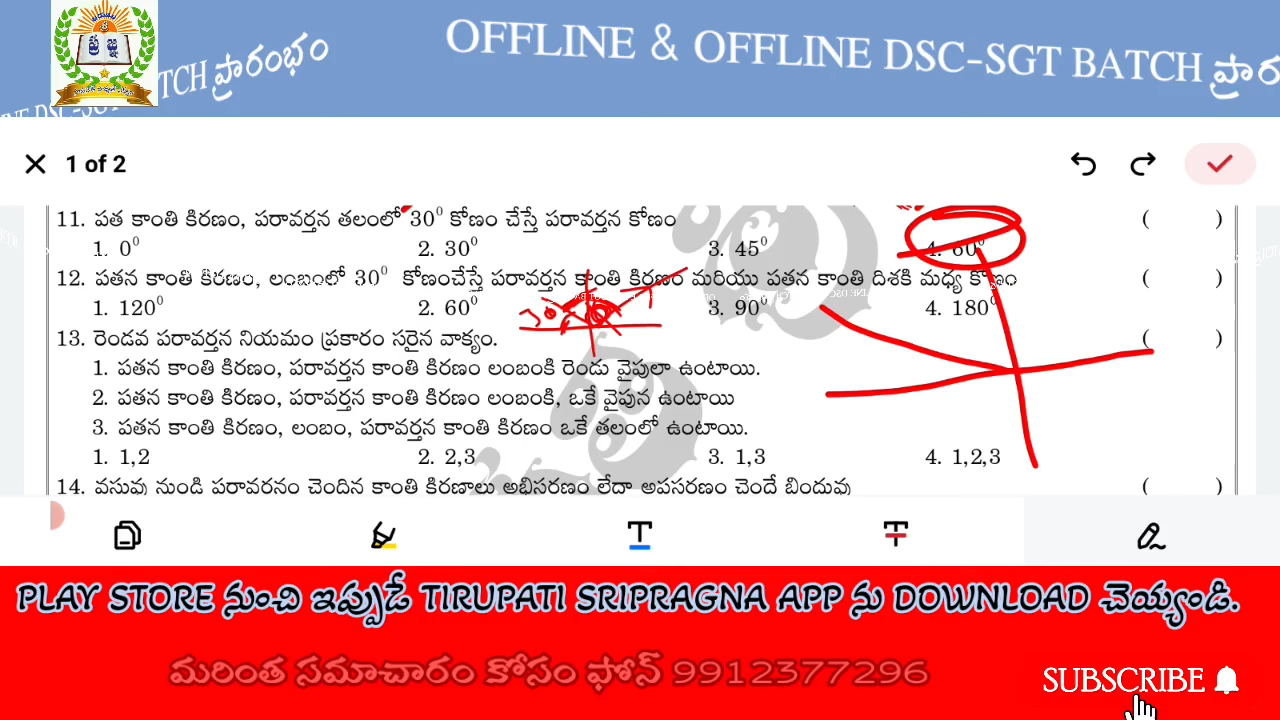 OFFLINE & OFFLINE DSC-SGT BATCH ప్రార
TCH ప్రారంభం
ప్రజ్ఞ
1 of 2
11. పత కాంతి కిరణం, పరావర్తన తలంలో 30⁰ కోణం చేస్తే పరావర్తన కోణం ( )
1. 0⁰ 2. 30⁰ 3. 45⁰ 4. 60⁰
12. పతన కాంతి కిరణం, లంబంతో 30⁰ కోణంచేస్తే పరావర్తన కాంతి కిరణం మరియు పతన కాంతి దిశకి మధ్య కోణం ( )
1. 120⁰ 2. 60⁰ 3. 90⁰ 4. 180⁰
30
13. రెండవ పరావర్తన నియమం ప్రకారం సరైన వాక్యం. ( )
1. పతన కాంతి కిరణం, పరావర్తన కాంతి కిరణం లంబంకి రెండు వైపులా ఉంటాయి.
2. పతన కాంతి కిరణం, పరావర్తన కాంతి కిరణం లంబంకి, ఒకే వైపున ఉంటాయి
3. పతన కాంతి కిరణం, లంబం, పరావర్తన కాంతి కిరణం ఒకే తలంలో ఉంటాయి.
1. 1,2 2. 2,3 3. 1,3 4. 1,2,3
14. వస్తువు నుండి పరావర్తనం చెందిన కాంతి కిరణాలు అభిసరణం లేదా అపసరణం చెందే బిందువు ( )
PLAY STORE నుంచి ఇప్పుడే TIRUPATI SRIPRAGNA APP ను DOWNLOAD చెయ్యండి.
మరింత సమాచారం కోసం ఫోన్ 9912377296
SUBSCRIBE